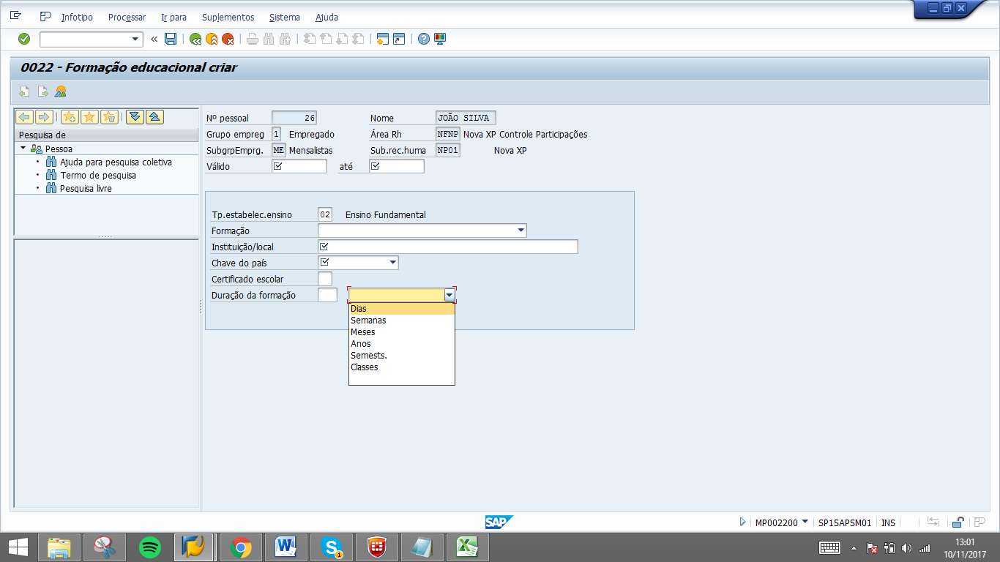 Infotipo Processar Ir para Suplementos Sistema Ajuda
0022 - Formação educacional criar
Pesquisa de
Pessoa
Ajuda para pesquisa coletiva
Termo de pesquisa
Pesquisa livre
Nº pessoal 26 Nome JOÃO SILVA
Grupo empreg 1 Empregado Área Rh NFNP Nova XP Controle Participações
SubgrpEmprg. ME Mensalistas Sub.rec.huma NP01 Nova XP
Válido até
Tp.estabelec.ensino 02 Ensino Fundamental
Formação
Instituição/local
Chave do país
Certificado escolar
Duração da formação
Dias
Semanas
Meses
Anos
Semests.
Classes
SAP MP002200 SP1SAPSM01 INS
13:01
10/11/2017